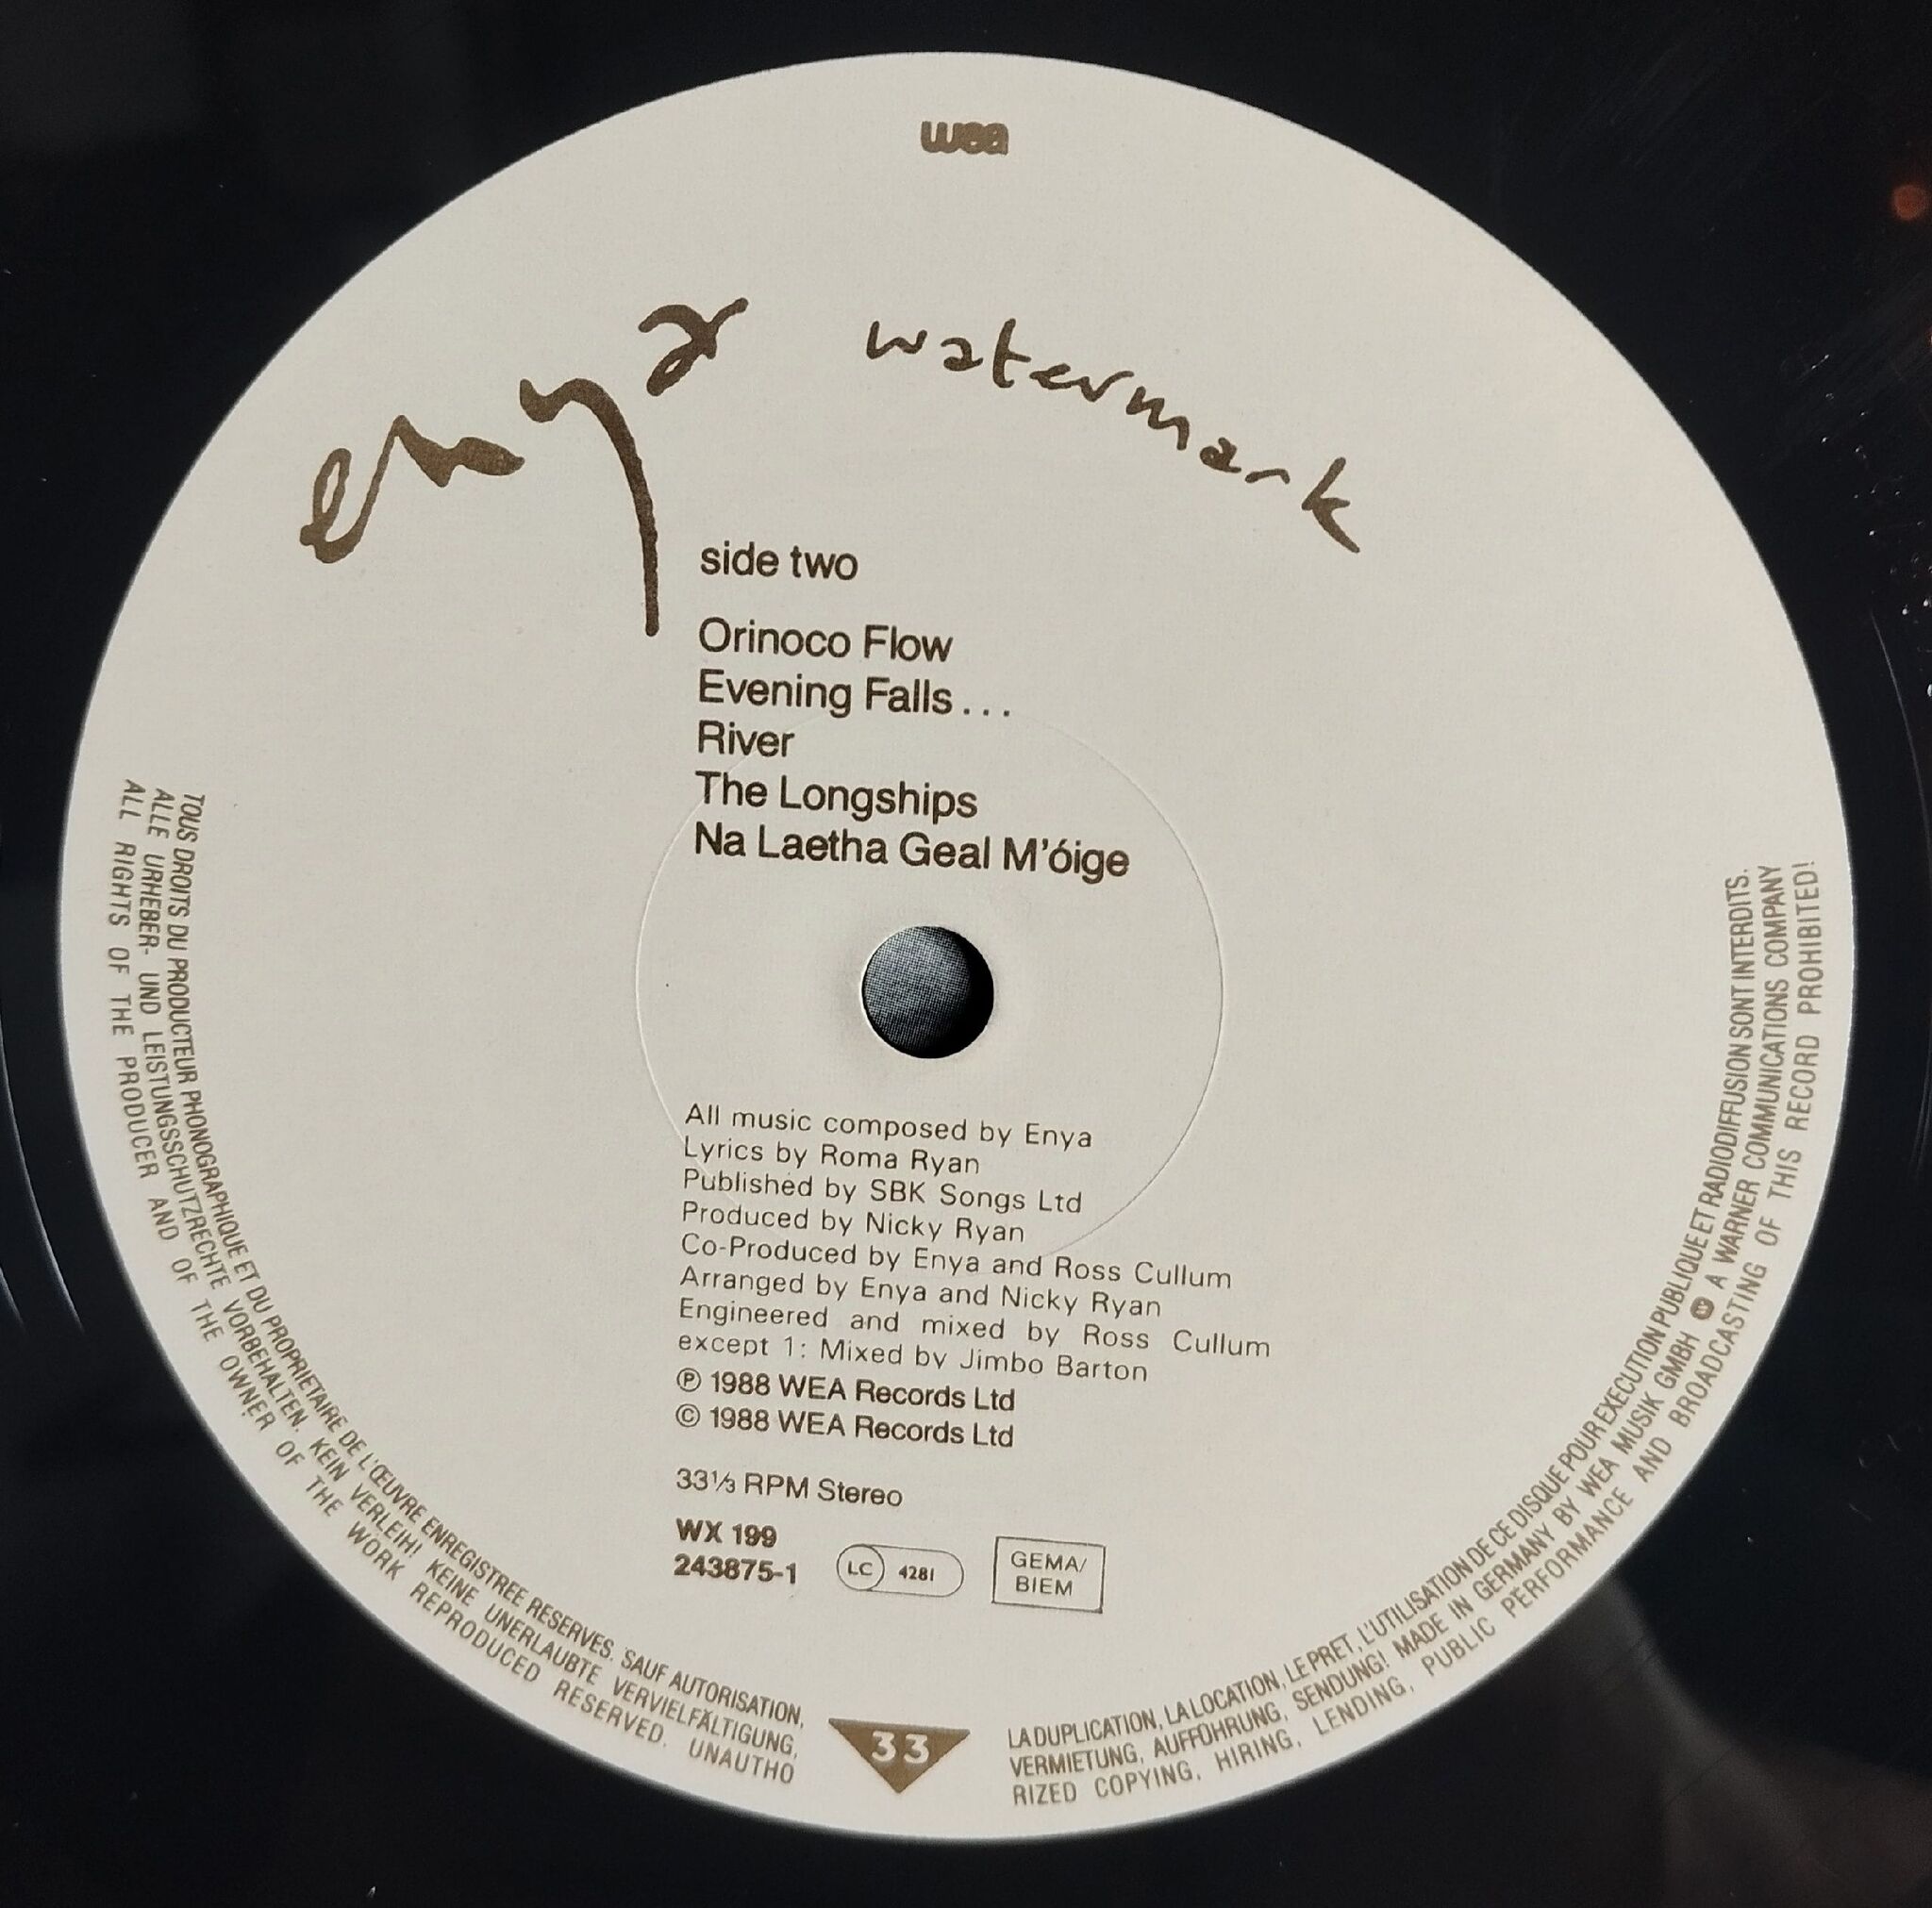 wea
enya watermark
side two
Orinoco Flow
Evening Falls...
River
The Longships
Na Laetha Geal M'óige
All music composed by Enya
Lyrics by Roma Ryan
Published by SBK Songs Ltd
Produced by Nicky Ryan
Co-Produced by Enya and Ross Cullum
Arranged by Enya and Nicky Ryan
Engineered and mixed by Ross Cullum
except 1: Mixed by Jimbo Barton
℗ 1988 WEA Records Ltd
© 1988 WEA Records Ltd
33⅓ RPM Stereo
WX 199
243875-1
LC 4281
GEMA/
BIEM
TOUS DROITS DU PRODUCTEUR PHONOGRAPHIQUE ET DU PROPRIETAIRE DE L'ŒUVRE ENREGISTREE RESERVES. SAUF AUTORISATION,
ALLE URHEBER- UND LEISTUNGSSCHUTZRECHTE VORBEHALTEN. KEIN VERLEIH! KEINE UNERLAUBTE VERVIELFÄLTIGUNG,
ALL RIGHTS OF THE PRODUCER AND OF THE OWNER OF THE WORK REPRODUCED RESERVED. UNAUTHO
33
LA DUPLICATION, LA LOCATION, LE PRET, L'UTILISATION DE CE DISQUE POUR EXECUTION PUBLIQUE ET RADIODIFFUSION SONT INTERDITS.
VERMIETUNG, AUFFÜHRUNG, SENDUNG! MADE IN GERMANY BY WEA MUSIK GMBH W A WARNER COMMUNICATIONS COMPANY
RIZED COPYING, HIRING, LENDING, PUBLIC PERFORMANCE AND BROADCASTING OF THIS RECORD PROHIBITED!